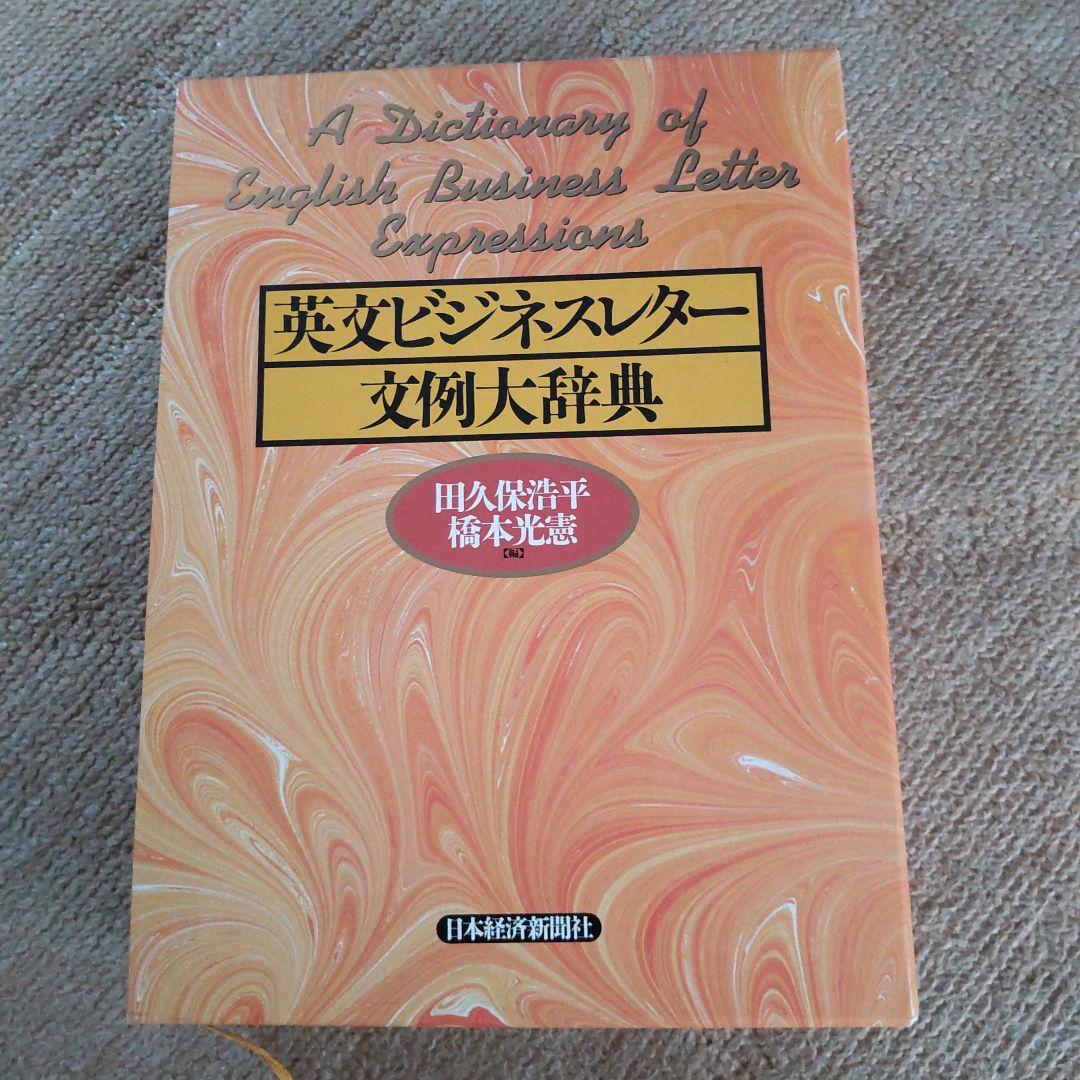 A Dictionary of
English Business Letter
Expressions
英文ビジネスレター
文例大辞典
田久保浩平
橋本光憲
【編】
日本経済新聞社